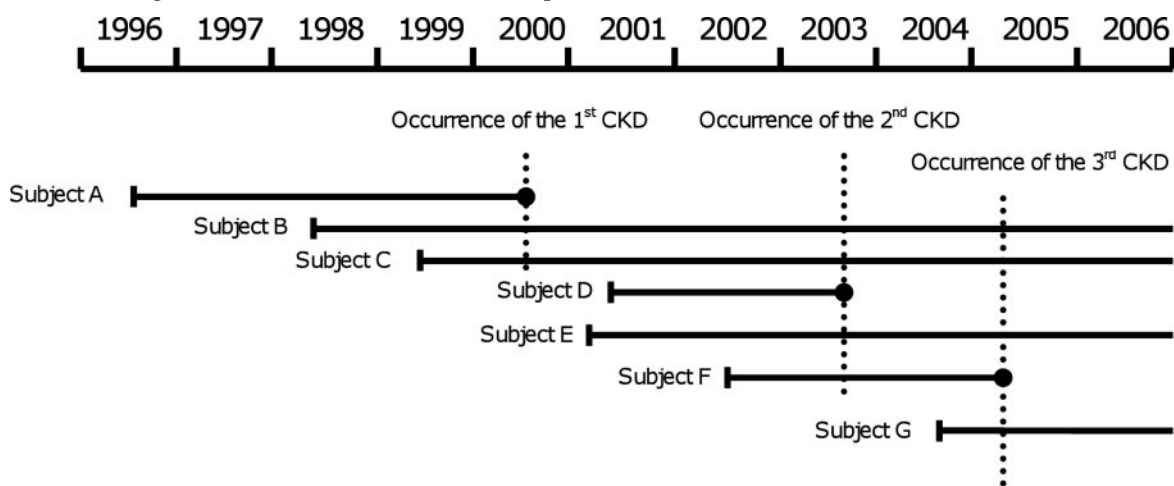 1996 1997 1998 1999 2000 2001 2002 2003 2004 2005 2006
Occurrence of the 1st CKD
Occurrence of the 2nd CKD
Occurrence of the 3rd CKD
Subject A
Subject B
Subject C
Subject D
Subject E
Subject F
Subject G